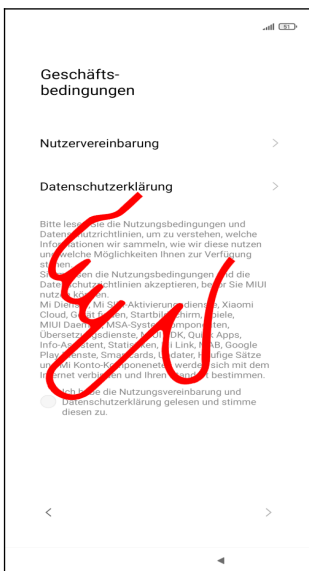 51
Geschäfts-
bedingungen
Nutzervereinbarung
Datenschutzerklärung
Bitte lesen Sie die Nutzungsbedingungen und
Datenschutzrichtlinien, um zu verstehen, welche
Informationen wir sammeln, wie wir diese nutzen
und welche Möglichkeiten Ihnen zur Verfügung
stehen.
Sie müssen die Nutzungsbedingungen und die
Datenschutzrichtlinien akzeptieren, bevor Sie MIUI
nutzen können.
Mi Dienste, Mi SIM Aktivierungsdienste, Xiaomi
Cloud, Gerät finden, Startbildschirm, Spiele,
MIUI Daemon, MSA-Systemkomponenten,
Übersetzungsdienste, MIUI SDK, Quick Apps,
Info-Assistent, Statistiken, Mi Link, MAB, Google
Play Dienste, Smartcards, Updater, Häufige Sätze
und Mi Konto-Komponeneten werden sich mit dem
Internet verbinden und Ihren Standort bestimmen.
Ich habe die Nutzungsvereinbarung und
Datenschutzerklärung gelesen und stimme
diesen zu.